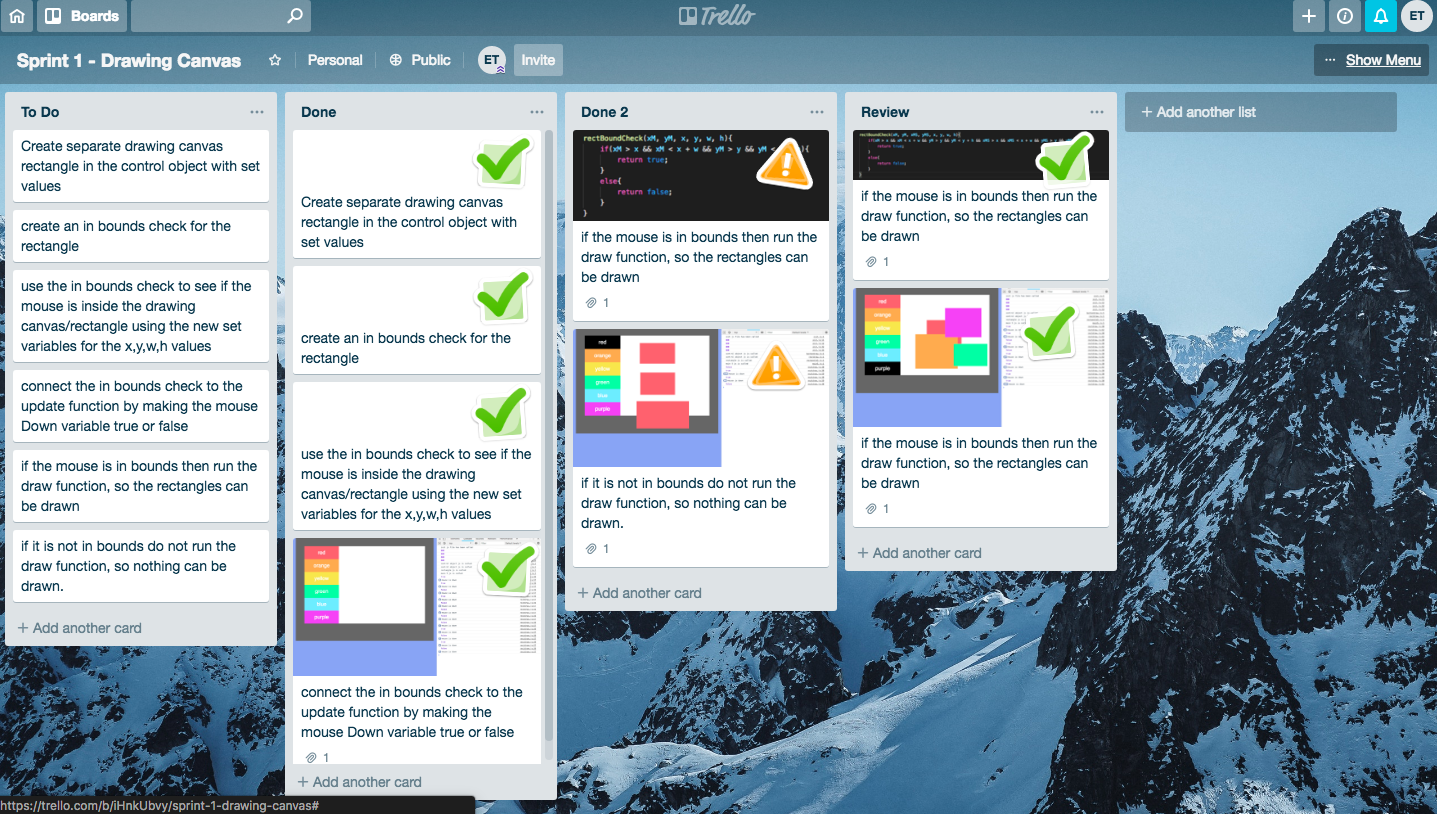 Boards
Trello
ET
Sprint 1 - Drawing Canvas
Personal
Public
ET
Invite
... Show Menu
To Do
Create separate drawing canvas
rectangle in the control object with set
values
create an in bounds check for the
rectangle
use the in bounds check to see if the
mouse is inside the drawing
canvas/rectangle using the new set
variables for the x,y,w,h values
connect the in bounds check to the
update function by making the mouse
Down variable true or false
if the mouse is in bounds then run the
draw function, so the rectangles can
be drawn
if it is not in bounds do not run the
draw function, so nothing can be
drawn.
+ Add another card
Done
Create separate drawing canvas
rectangle in the control object with
set values
create an in bounds check for the
rectangle
use the in bounds check to see if the
mouse is inside the drawing
canvas/rectangle using the new set
variables for the x,y,w,h values
red
orange
yellow
green
blue
purple
connect the in bounds check to the
update function by making the
mouse Down variable true or false
1
+ Add another card
Done 2
rectBoundCheck(xM, yM, x, y, w, h){
if(xM > x && xM < x + w && yM > y && yM < 
){
return true;
}
else{
return false;
}
}
if the mouse is in bounds then run the
draw function, so the rectangles can
be drawn
1
red
orange
yellow
green
blue
purple
if it is not in bounds do not run the
draw function, so nothing can be
drawn.
1
+ Add another card
Review
return true;
else{
return false;
if the mouse is in bounds then run the
draw function, so the rectangles can
be drawn
1
red
orange
yellow
green
blue
purple
if the mouse is in bounds then run the
draw function, so the rectangles can
be drawn
1
+ Add another card
+ Add another list
https://trello.com/b/iHnkUbvy/sprint-1-drawing-canvas#